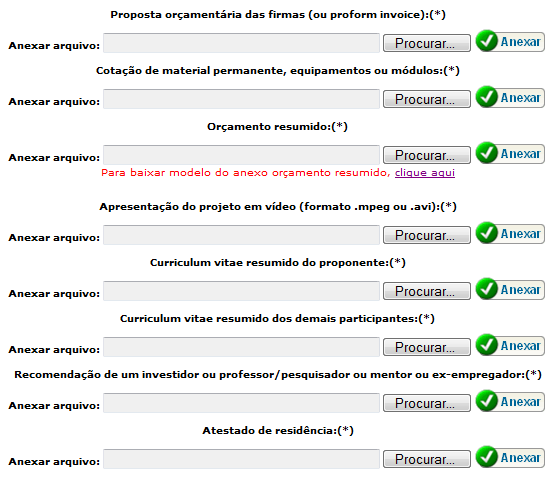 Proposta orçamentária das firmas (ou proform invoice):(*)
Anexar arquivo: Procurar... Anexar
Cotação de material permanente, equipamentos ou módulos:(*)
Anexar arquivo: Procurar... Anexar
Orçamento resumido:(*)
Anexar arquivo: Procurar... Anexar
Para baixar modelo do anexo orçamento resumido, clique aqui
Apresentação do projeto em vídeo (formato .mpeg ou .avi):(*)
Anexar arquivo: Procurar... Anexar
Curriculum vitae resumido do proponente:(*)
Anexar arquivo: Procurar... Anexar
Curriculum vitae resumido dos demais participantes:(*)
Anexar arquivo: Procurar... Anexar
Recomendação de um investidor ou professor/pesquisador ou mentor ou ex-empregador:(*)
Anexar arquivo: Procurar... Anexar
Atestado de residência:(*)
Anexar arquivo: Procurar... Anexar